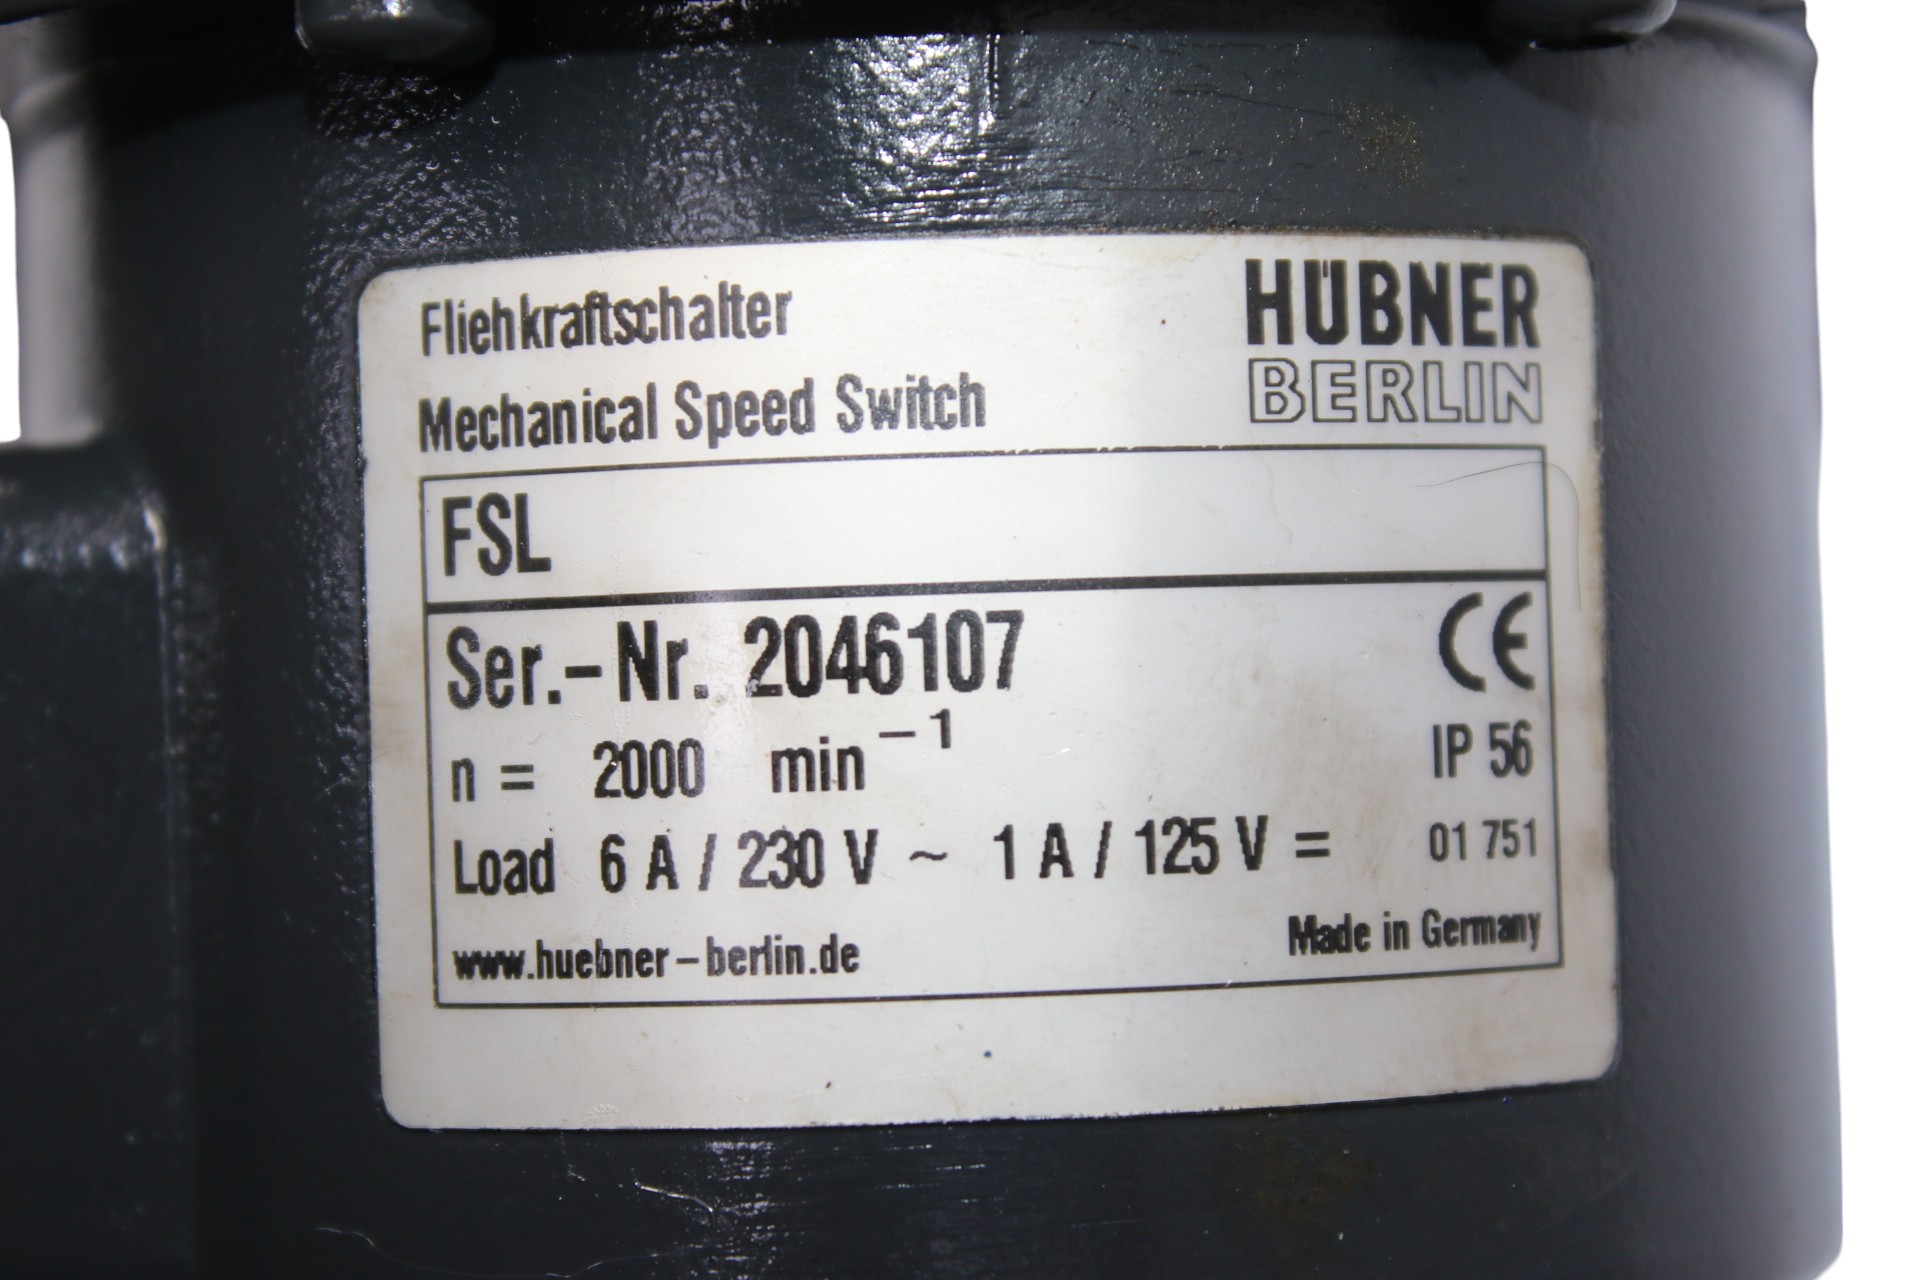 Fliehkraftschalter
Mechanical Speed Switch
HÜBNER
BERLIN
FSL
Ser.-Nr. 2046107
CE
n = 2000 min⁻¹
IP 56
Load 6 A / 230 V ~ 1 A / 125 V =
01 751
www.huebner-berlin.de
Made in Germany